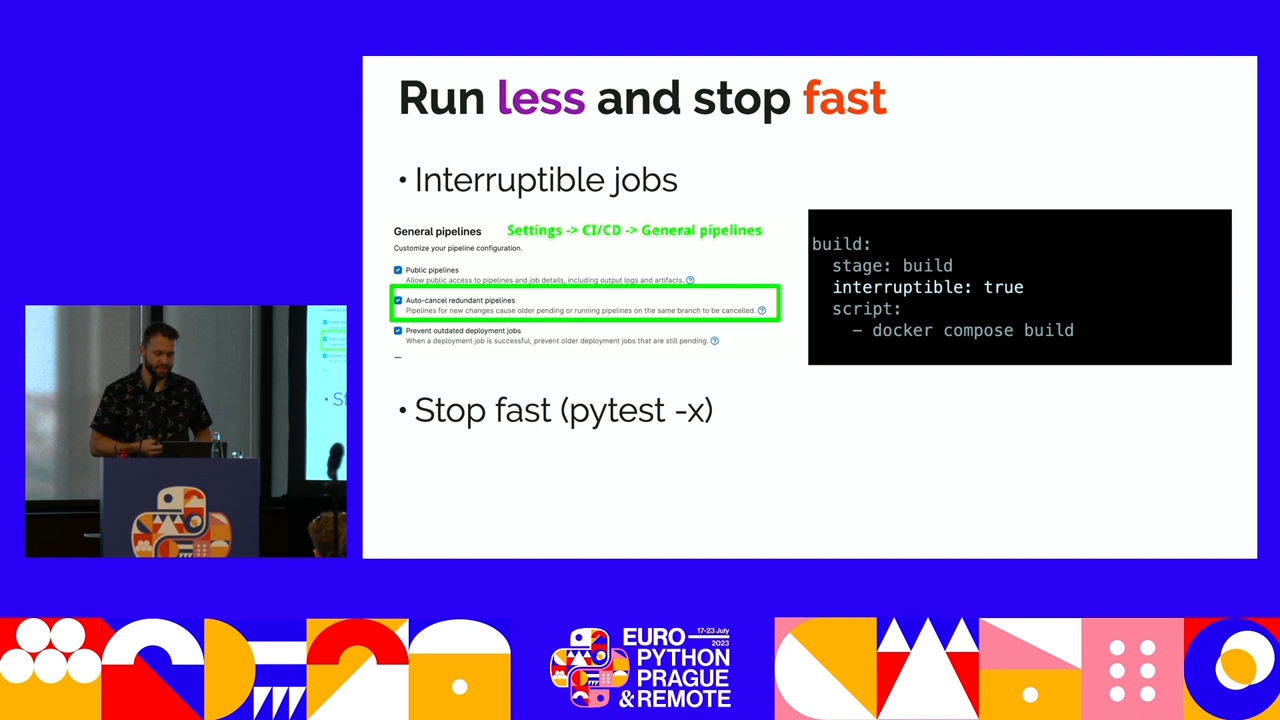 Run less and stop fast
• Interruptible jobs
General pipelines
Settings -> CI/CD -> General pipelines
Customize your pipeline configuration.
Public pipelines
Allow public access to pipelines and job details, including output logs and artifacts.
Auto-cancel redundant pipelines
Pipelines for new changes cause older pending or running pipelines on the same branch to be cancelled.
Prevent outdated deployment jobs
When a deployment job is successful, prevent older deployment jobs that are still pending.
build:
stage: build
interruptible: true
script:
- docker compose build
• Stop fast (pytest -x)
EURO 17-23 July 2023
PYTHON
PRAGUE
& REMOTE